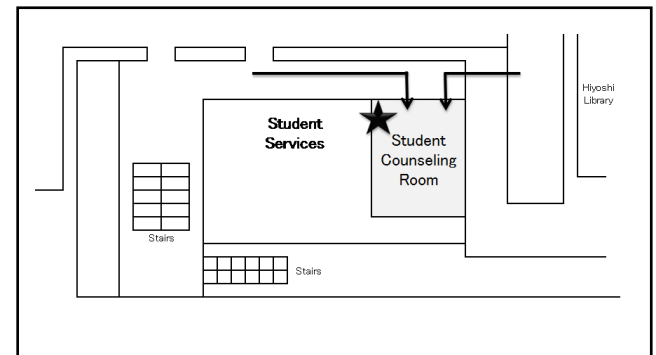 Hiyoshi
Library
Student
Services
Student
Counseling
Room
Stairs
Stairs